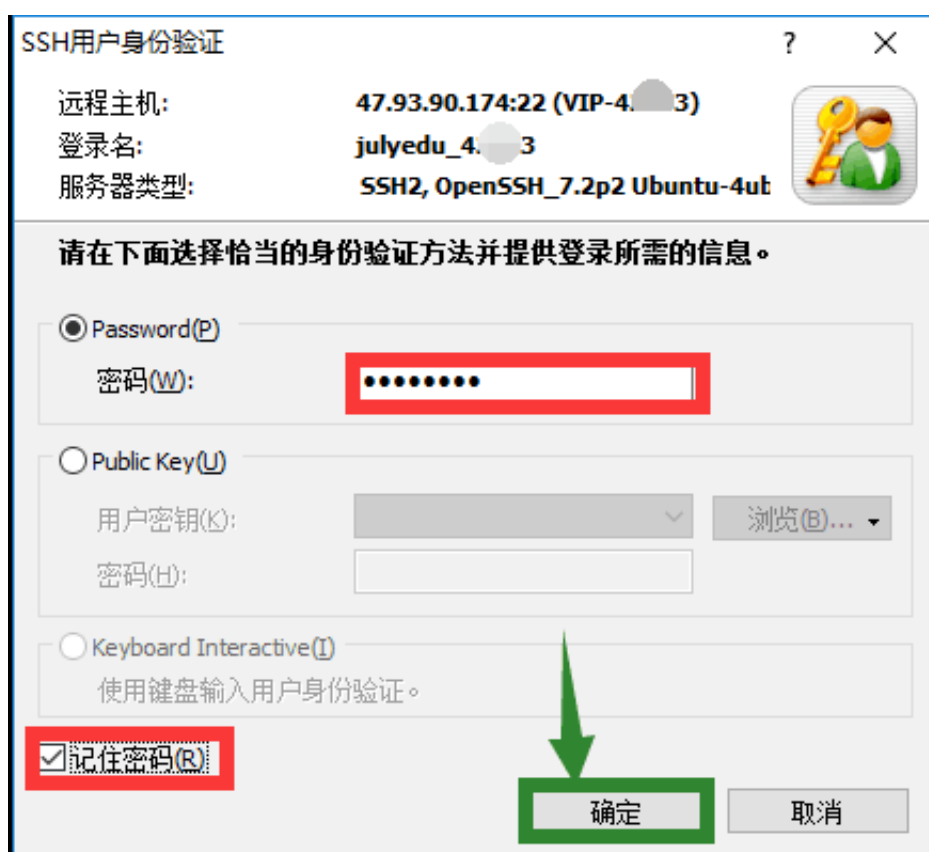 SSH用户身份验证
远程主机: 47.93.90.174:22 (VIP-4 3)
登录名: julyedu_4 3
服务器类型: SSH2, OpenSSH_7.2p2 Ubuntu-4ub
请在下面选择恰当的身份验证方法并提供登录所需的信息。
Password(P)
密码(W): ••••••••
Public Key(U)
用户密钥(K): 浏览(B)...
密码(H):
Keyboard Interactive(I)
使用键盘输入用户身份验证。
记住密码(R)
确定 取消